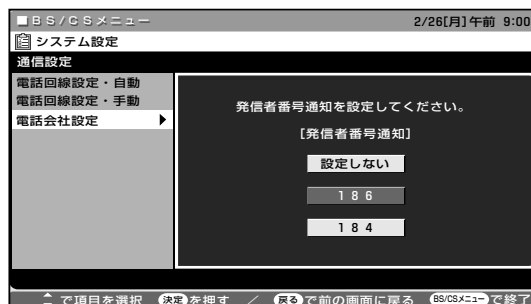 ■BS/CSメニュー 2/26[月]午前 9:00
システム設定
通信設定
電話回線設定・自動
電話回線設定・手動
電話会社設定
発信者番号通知を設定してください。
[発信者番号通知]
設定しない
186
184
で項目を選択 決定を押す / 戻るで前の画面に戻る BS/CSメニューで終了